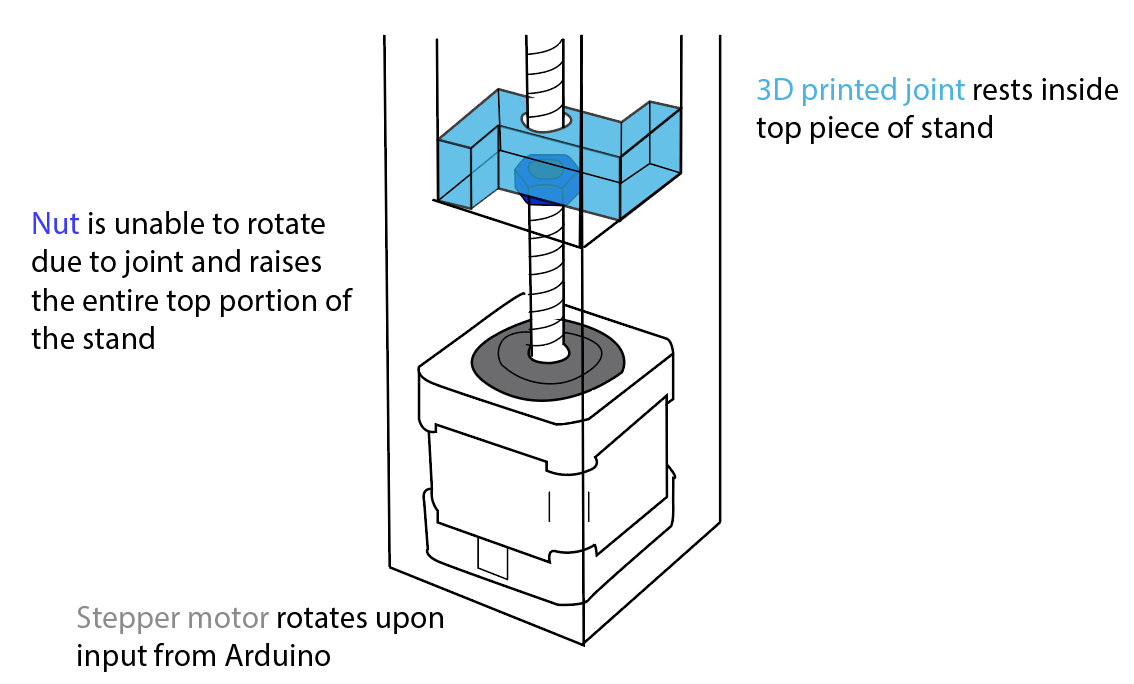 3D printed joint rests inside
top piece of stand
Nut is unable to rotate
due to joint and raises
the entire top portion of
the stand
Stepper motor rotates upon
input from Arduino